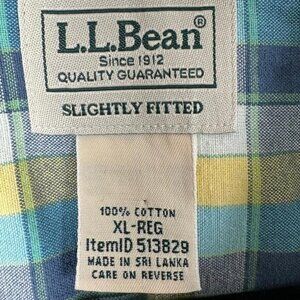 L.L.Bean®
Since 1912
QUALITY GUARANTEED
SLIGHTLY FITTED
100% COTTON
XL-REG
ItemID 513829
MADE IN SRI LANKA
CARE ON REVERSE